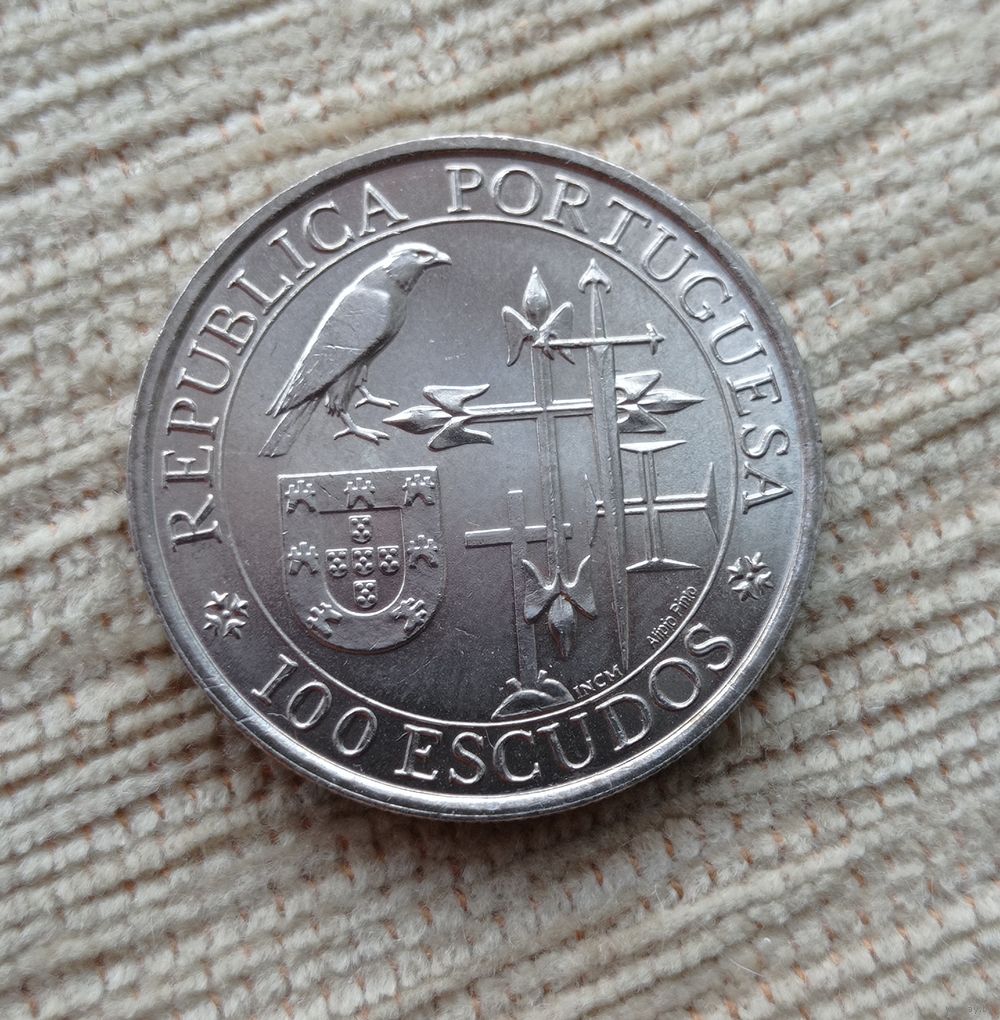 REPUBLICA PORTUGUESA
100 ESCUDOS
INCM
Alípio Pinto